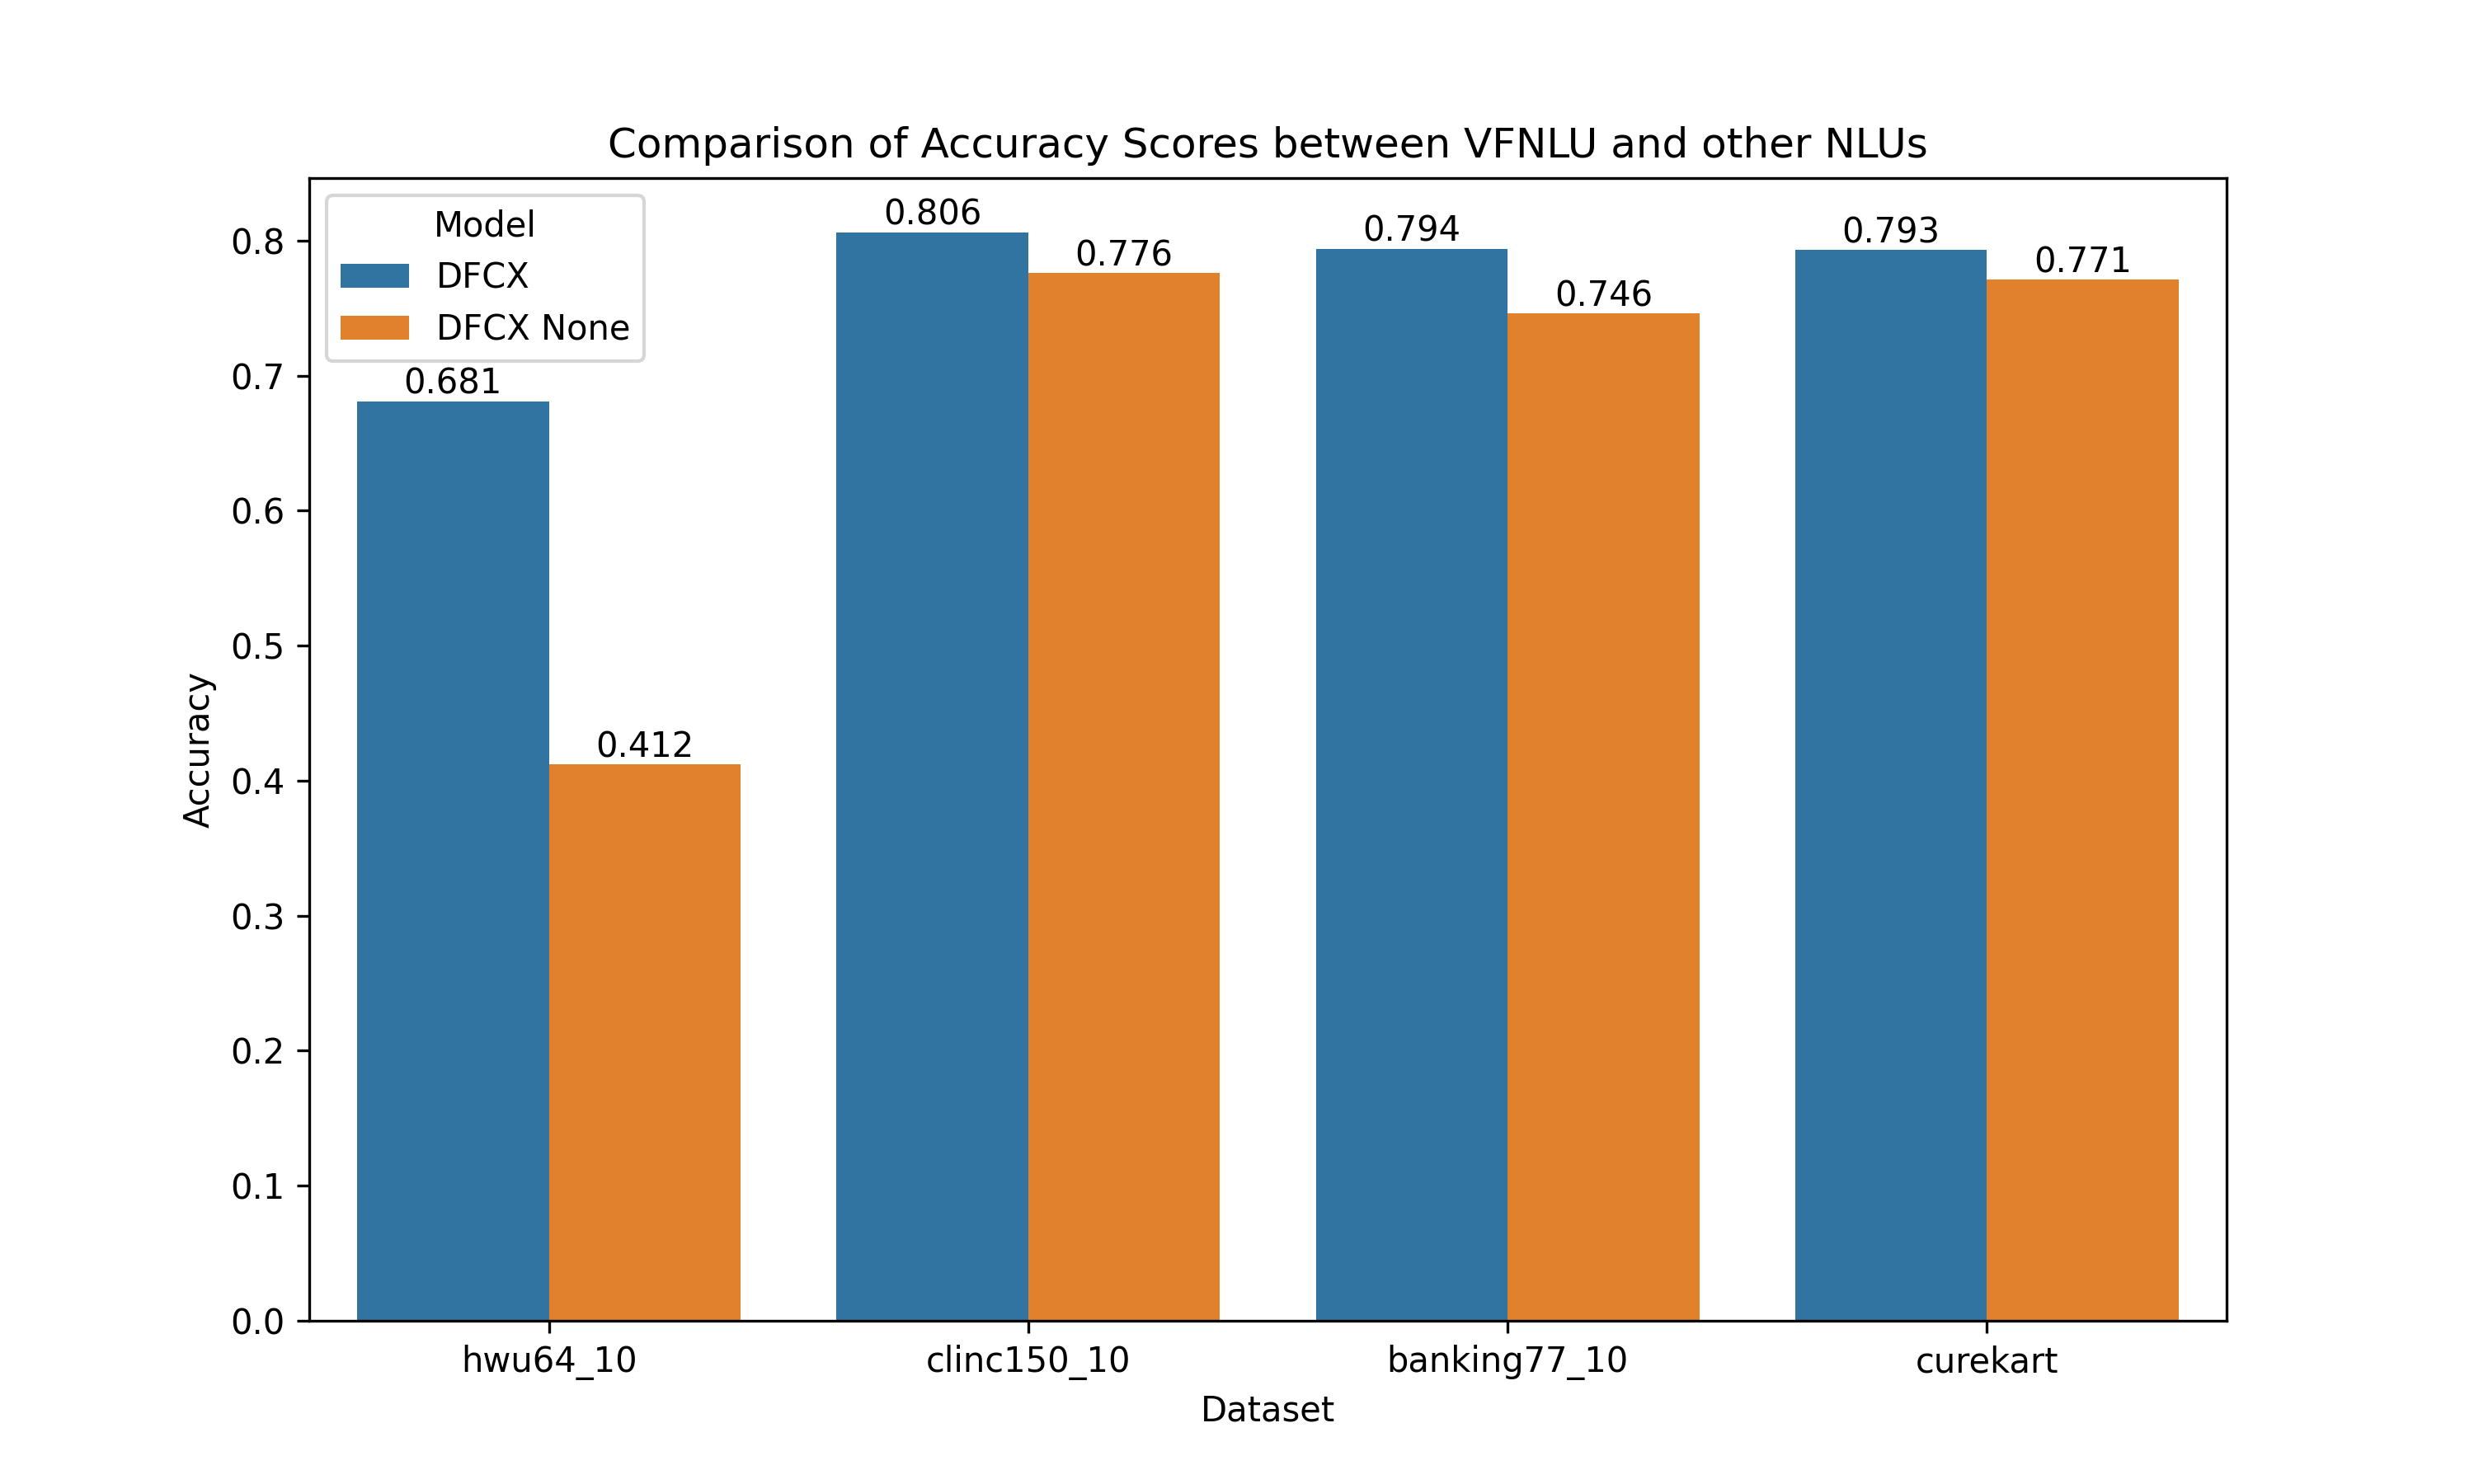 Comparison of Accuracy Scores between VFNLU and other NLUs
Model
DFCX
DFCX None
0.681
0.412
0.806
0.776
0.794
0.746
0.793
0.771
0.8
0.7
0.6
0.5
0.4
0.3
0.2
0.1
0.0
Accuracy
hwu64_10
clinc150_10
banking77_10
curekart
Dataset